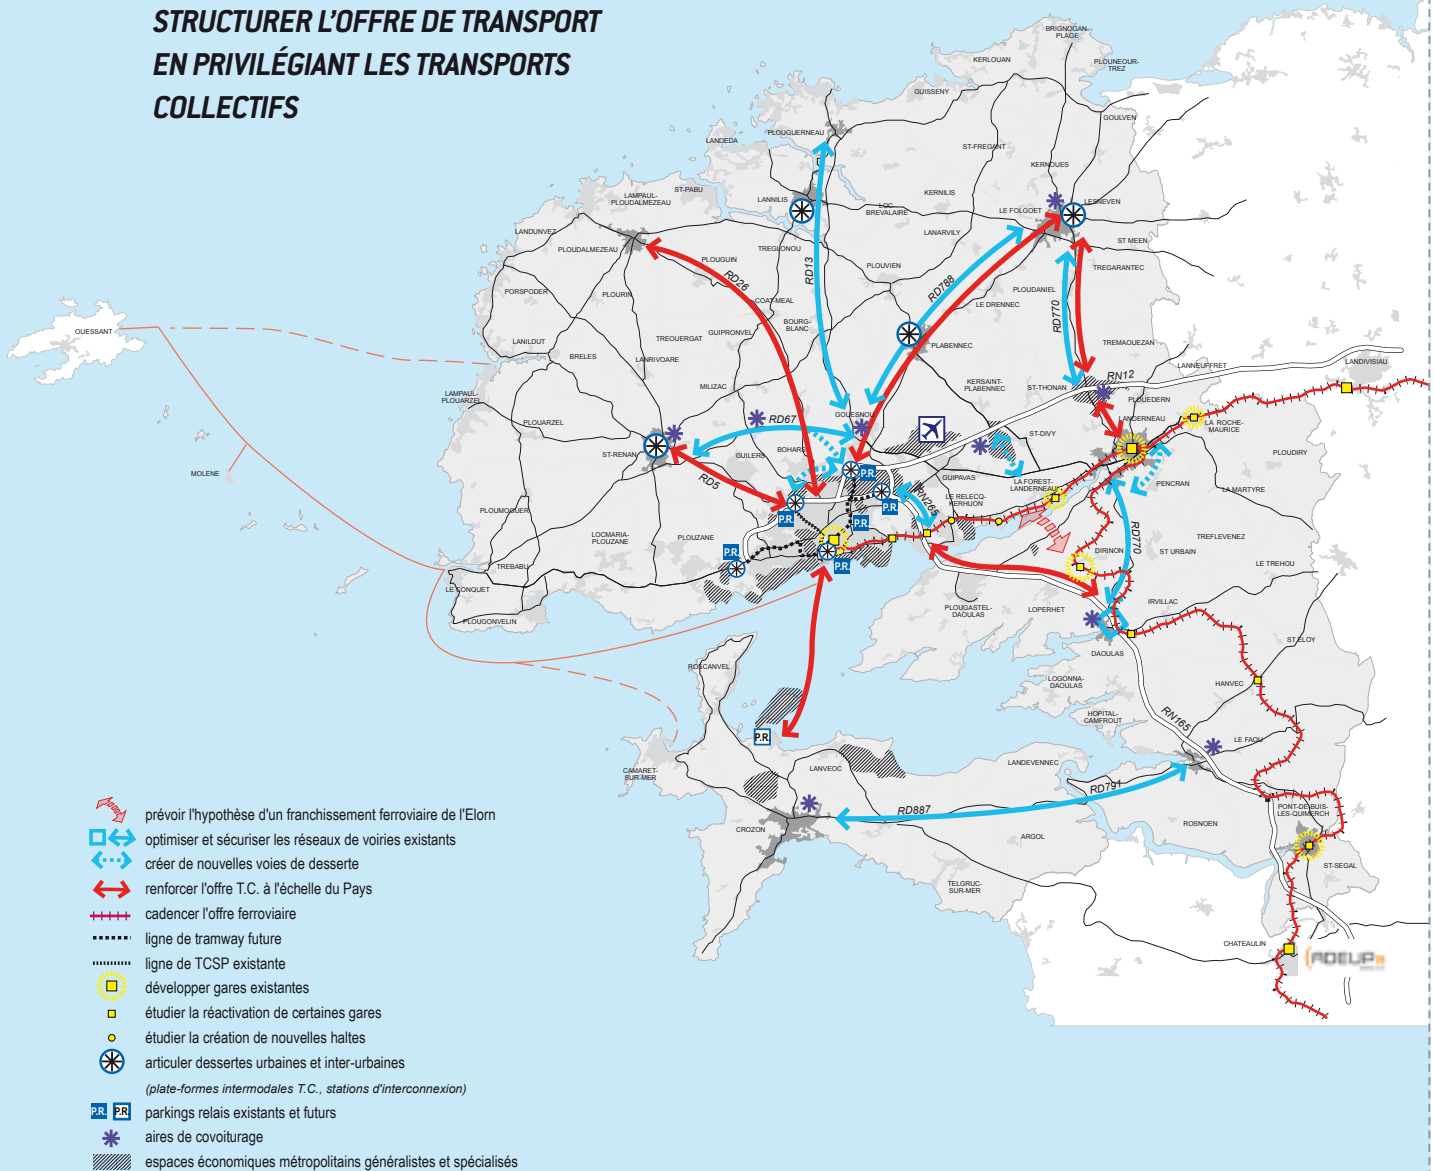 STRUCTURER L'OFFRE DE TRANSPORT
EN PRIVILÉGIANT LES TRANSPORTS
COLLECTIFS
BRIGNOGAN-
PLAGE
KERLOUAN
PLOUNEOUR-
TREZ
GUISSENY
GOULVEN
PLOUGUERNEAU
LANDEDA
ST-FREGANT
KERNOUES
ST-PABU
LAMPAUL-
PLOUDALMEZEAU
LANNILIS
KERNILIS
LOC
BREVALAIRE
LE FOLGOET
LESNEVEN
LANDUNVEZ
LANARVILY
ST MEEN
PLOUDALMEZEAU
TREGLONOU
PLOUGUIN
RD26
RD13
PLOUVIEN
TREGARANTEC
PORSPODER
PLOURIN
COAT-MEAL
RD788
PLOUDANIEL
LE DRENNEC
RD770
OUESSANT
LANILDUT
BRELES
TREOUERGAT
GUIPRONVEL
BOURG-
BLANC
PLABENNEC
TREMAOUEZAN
LANRIVOARE
LANNEUFFRET
LANDIVISIAU
LAMPAUL-
PLOUARZEL
MILIZAC
KERSAINT-
PLABENNEC
ST-THONAN
RN12
PLOUEDERN
PLOUARZEL
RD67
GOUESNOU
LANDERNEAU
LA ROCHE-
MAURICE
ST-DIVY
ST-RENAN
GUILERS
BOHARS
PLOUDIRY
MOLENE
RD5
P.R.
GUIPAVAS
LA FOREST-
LANDERNEAU
PENCRAN
LA MARTYRE
PLOUMOGUER
P.R.
RN265
LE RELECQ-
KERHUON
P.R.
P.R.
LOCMARIA-
PLOUZANE
PLOUZANE
TREFLEVENEZ
P.R.
RD770
DIRINON
ST URBAIN
TREBABU
P.R.
LE TREHOU
LE CONQUET
PLOUGASTEL-
DAOULAS
LOPERHET
IRVILLAC
PLOUGONVELIN
ST ELOY
DAOULAS
ROSCANVEL
LOGONNA-
DAOULAS
HANVEC
HOPITAL-
CAMFROUT
RN165
P.R.
LE FAOU
CAMARET-
SUR-MER
LANVEOC
LANDEVENNEC
RD791
RD887
PONT-DE-BUIS-
LES-QUIMERCH
CROZON
ARGOL
ROSNOEN
ST-SEGAL
TELGRUC-
SUR-MER
CHATEAULIN
prévoir l'hypothèse d'un franchissement ferroviaire de l'Elorn
optimiser et sécuriser les réseaux de voiries existants
créer de nouvelles voies de desserte
renforcer l'offre T.C. à l'échelle du Pays
cadencer l'offre ferroviaire
ligne de tramway future
ligne de TCSP existante
développer gares existantes
étudier la réactivation de certaines gares
étudier la création de nouvelles haltes
articuler dessertes urbaines et inter-urbaines
(plate-formes intermodales T.C., stations d'interconnexion)
P.R. P.R. parkings relais existants et futurs
aires de covoiturage
espaces économiques métropolitains généralistes et spécialisés